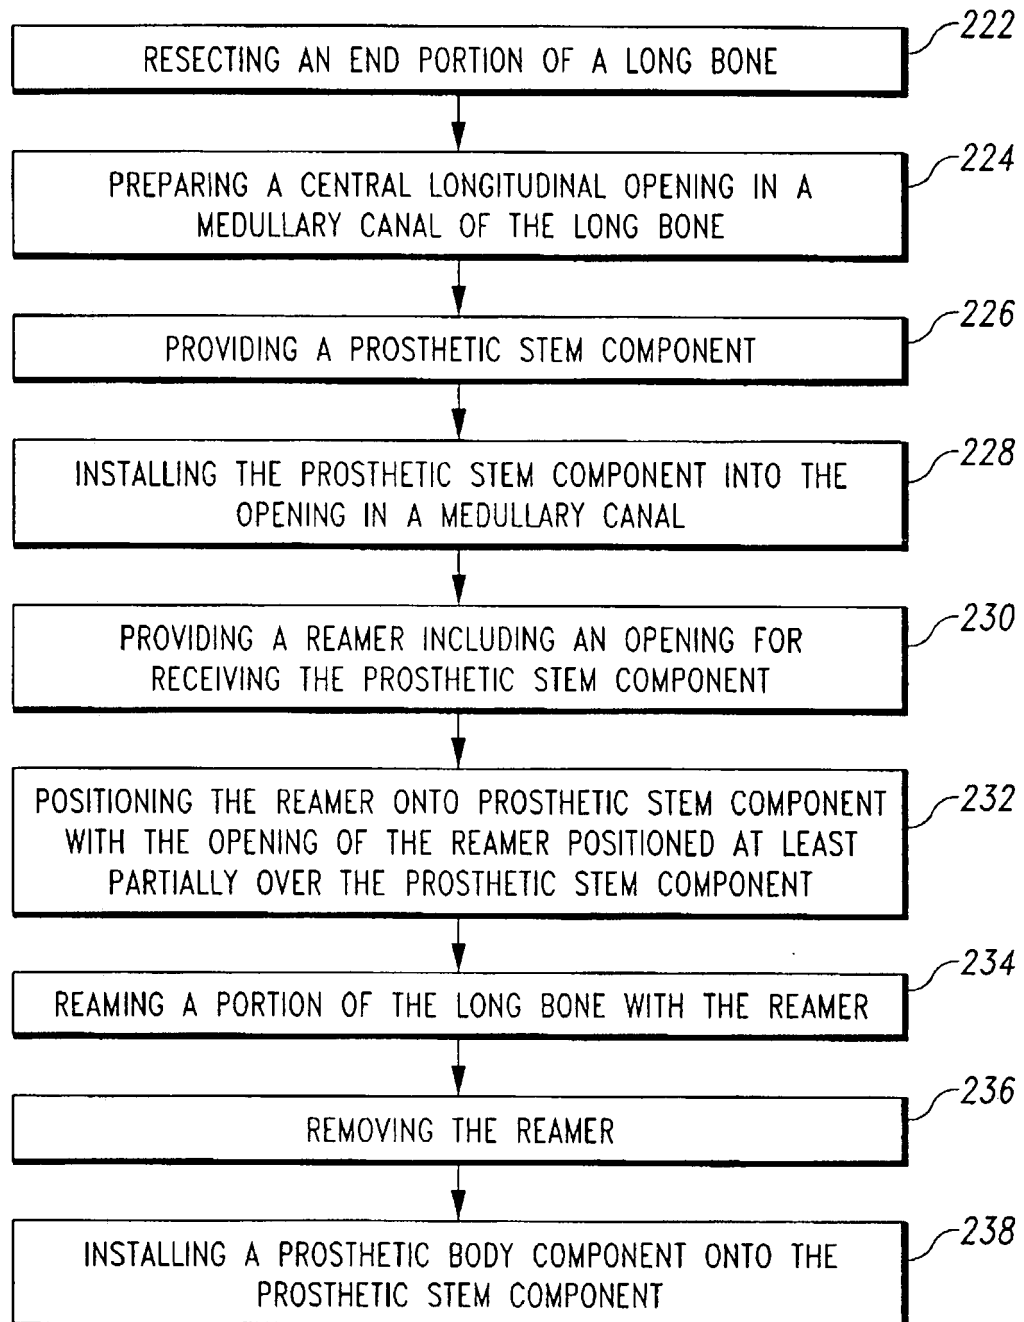 RESECTING AN END PORTION OF A LONG BONE
222
PREPARING A CENTRAL LONGITUDINAL OPENING IN A
MEDULLARY CANAL OF THE LONG BONE
224
PROVIDING A PROSTHETIC STEM COMPONENT
226
INSTALLING THE PROSTHETIC STEM COMPONENT INTO THE
OPENING IN A MEDULLARY CANAL
228
PROVIDING A REAMER INCLUDING AN OPENING FOR
RECEIVING THE PROSTHETIC STEM COMPONENT
230
POSITIONING THE REAMER ONTO PROSTHETIC STEM COMPONENT
WITH THE OPENING OF THE REAMER POSITIONED AT LEAST
PARTIALLY OVER THE PROSTHETIC STEM COMPONENT
232
REAMING A PORTION OF THE LONG BONE WITH THE REAMER
234
REMOVING THE REAMER
236
INSTALLING A PROSTHETIC BODY COMPONENT ONTO THE
PROSTHETIC STEM COMPONENT
238